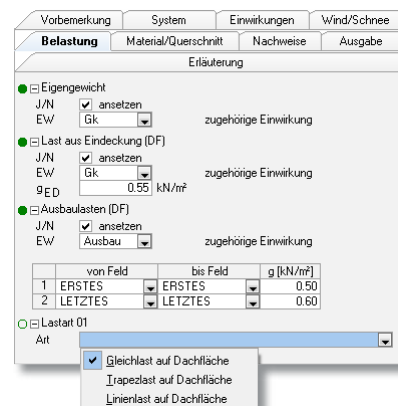 Vorbemerkung System Einwirkungen Wind/Schnee
Belastung Material/Querschnitt Nachweise Ausgabe
Erläuterung
Eigengewicht
J/N ansetzen
EW Gk zugehörige Einwirkung
Last aus Eindeckung (DF)
J/N ansetzen
EW Gk zugehörige Einwirkung
gED 0.55 kN/m²
Ausbaulasten (DF)
J/N ansetzen
EW Ausbau zugehörige Einwirkung
von Feld bis Feld g [kN/m²]
1 ERSTES ERSTES 0.50
2 LETZTES LETZTES 0.60
Lastart 01
Art
Gleichlast auf Dachfläche
Trapezlast auf Dachfläche
Linienlast auf Dachfläche